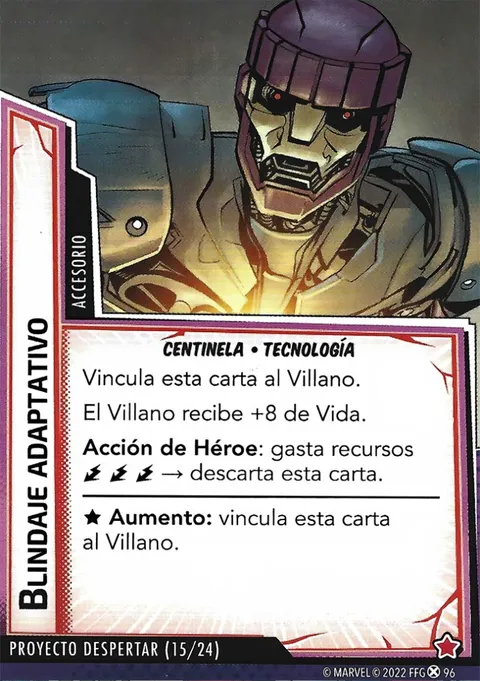 ACCESORIO
BLINDAJE ADAPTATIVO
CENTINELA • TECNOLOGÍA
Vincula esta carta al Villano.
El Villano recibe +8 de Vida.
Acción de Héroe: gasta recursos
→ descarta esta carta.
★ Aumento: vincula esta carta
al Villano.
PROYECTO DESPERTAR (15/24)
© MARVEL © 2022 FFG 96